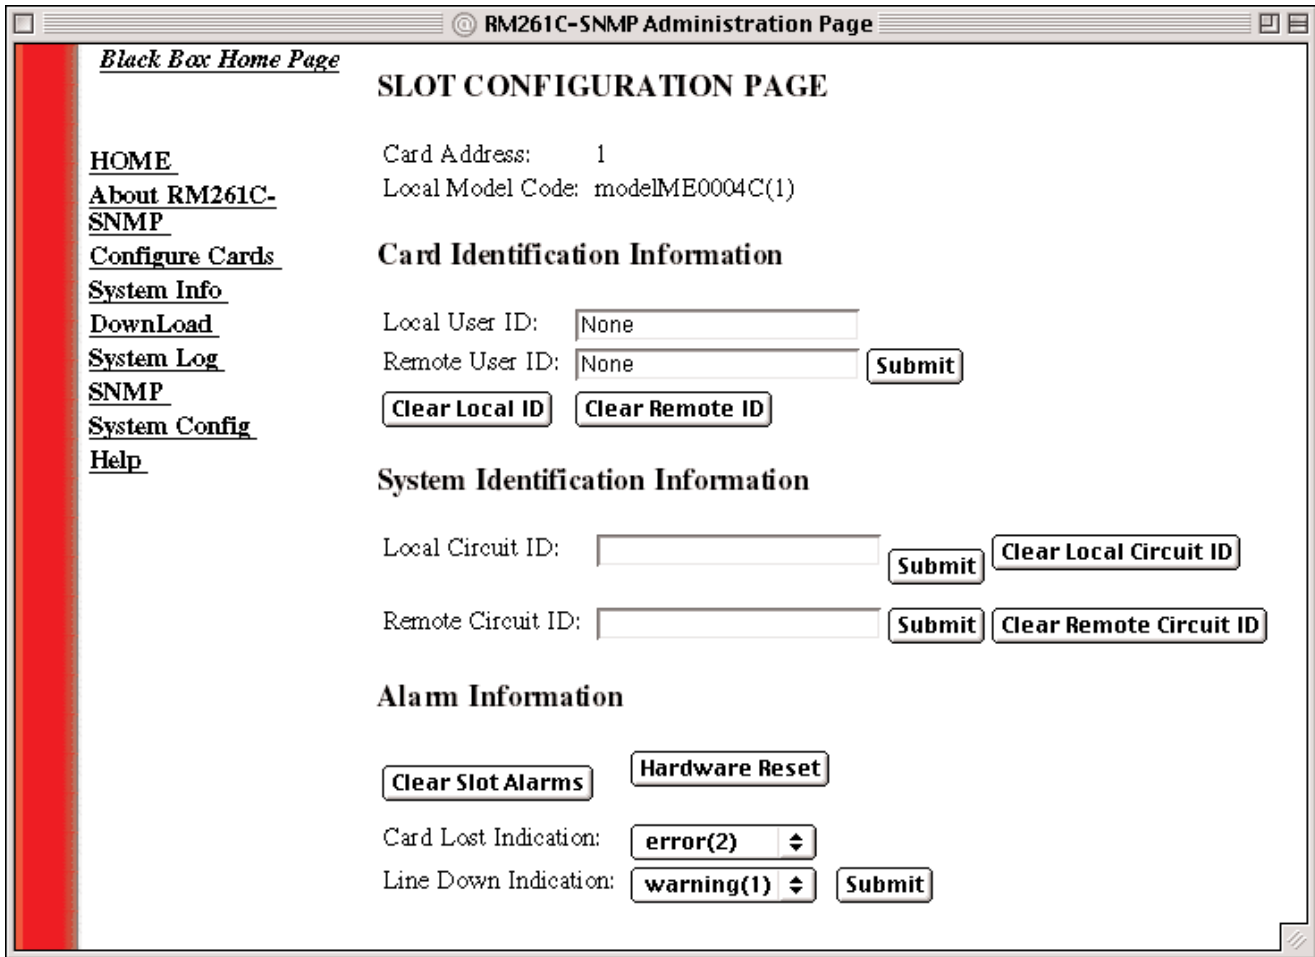 RM261C-SNMP Administration Page
Black Box Home Page
HOME
About RM261C-
SNMP
Configure Cards
System Info
DownLoad
System Log
SNMP
System Config
Help
SLOT CONFIGURATION PAGE
Card Address: 1
Local Model Code: modelME0004C(1)
Card Identification Information
Local User ID: None
Remote User ID: None Submit
Clear Local ID Clear Remote ID
System Identification Information
Local Circuit ID: Submit Clear Local Circuit ID
Remote Circuit ID: Submit Clear Remote Circuit ID
Alarm Information
Clear Slot Alarms Hardware Reset
Card Lost Indication: error(2)
Line Down Indication: warning(1) Submit